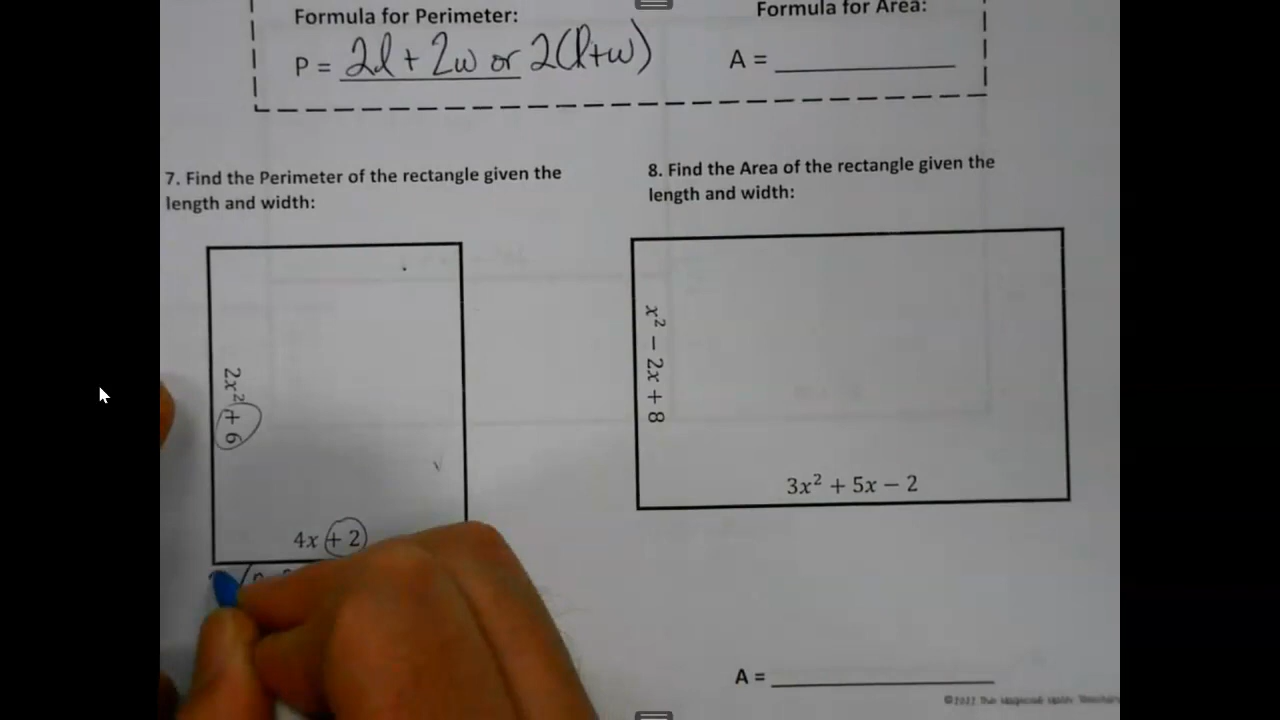 Formula for Perimeter:
P = 2l + 2w or 2(l+w)
Formula for Area:
A =
7. Find the Perimeter of the rectangle given the
length and width:
2x² + 6
4x + 2
8. Find the Area of the rectangle given the
length and width:
x² − 2x + 8
3x² + 5x − 2
A =